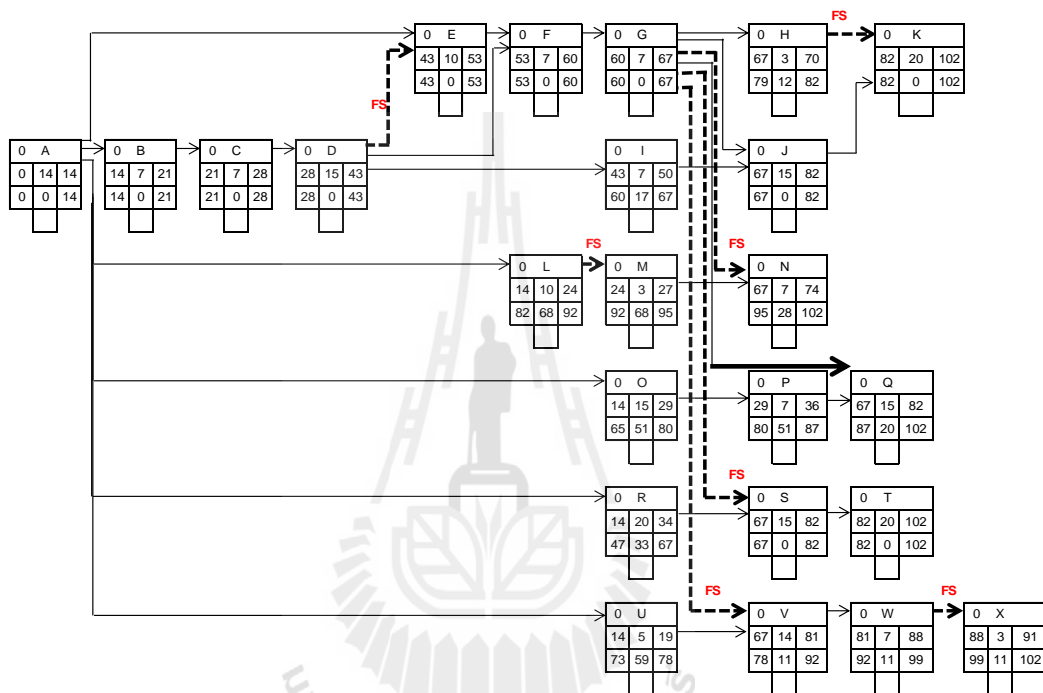 FS
0 E
0 F
0 G
0 H
0 K
43 10 53
53 7 60
60 7 67
67 3 70
82 20 102
43 0 53
53 0 60
60 0 67
79 12 82
82 0 102
FS
0 A
0 B
0 C
0 D
0 I
0 J
0 14 14
14 7 21
21 7 28
28 15 43
43 7 50
67 15 82
0 0 14
14 0 21
21 0 28
28 0 43
60 17 67
67 0 82
FS
FS
0 L
0 M
0 N
14 10 24
24 3 27
67 7 74
82 68 92
92 68 95
95 28 102
0 O
0 P
0 Q
14 15 29
29 7 36
67 15 82
65 51 80
80 51 87
87 20 102
FS
0 R
0 S
0 T
14 20 34
67 15 82
82 20 102
47 33 67
67 0 82
82 0 102
FS
FS
0 U
0 V
0 W
0 X
14 5 19
67 14 81
81 7 88
88 3 91
73 59 78
78 11 92
92 11 99
99 11 102